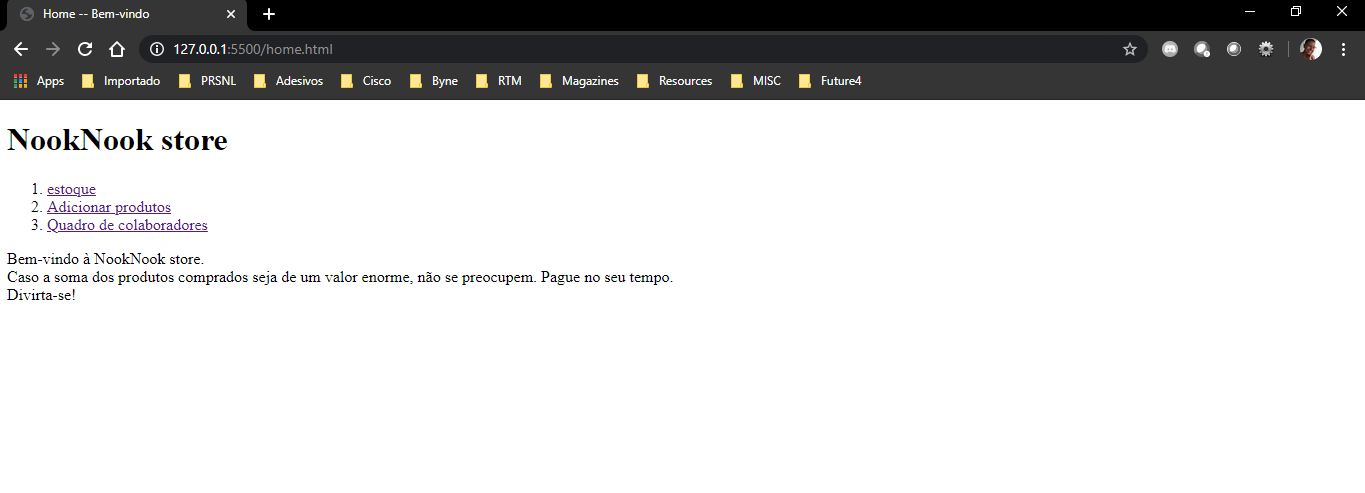 Home -- Bem-vindo
127.0.0.1:5500/home.html
Apps Importado PRSNL Adesivos Cisco Byne RTM Magazines Resources MISC Future4
NookNook store
1. estoque
2. Adicionar produtos
3. Quadro de colaboradores
Bem-vindo à NookNook store.
Caso a soma dos produtos comprados seja de um valor enorme, não se preocupem. Pague no seu tempo.
Divirta-se!